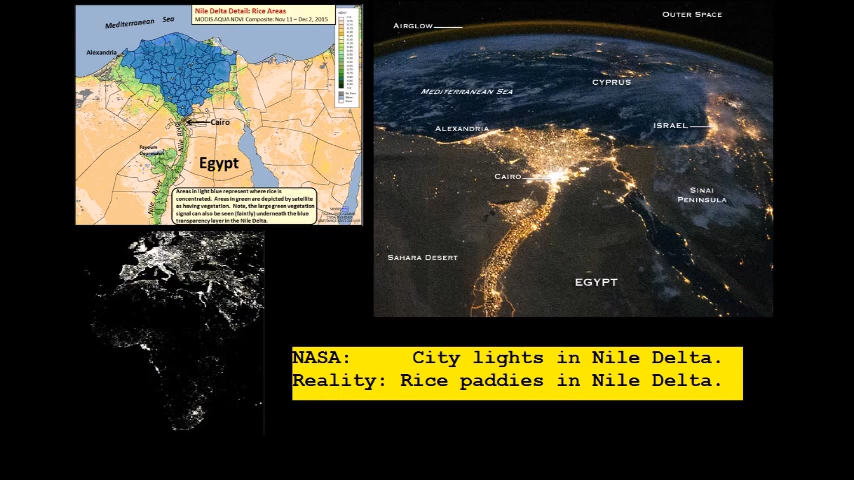 Nile Delta Detail: Rice Areas
MODIS AQUA NDVI Composite: Nov 11 – Dec 2, 2015
Mediterranean Sea
Alexandria
Cairo
Nile River
Fayoum
Depression
Egypt
Areas in light blue represent where rice is
concentrated. Areas in green are depicted by satellite
as having vegetation. Note, the large green vegetation
signal can also be seen (faintly) underneath the blue
transparency layer in the Nile Delta.
AIRGLOW
OUTER SPACE
CYPRUS
MEDITERRANEAN SEA
ALEXANDRIA
ISRAEL
CAIRO
SINAI
PENINSULA
SAHARA DESERT
EGYPT
NASA: City lights in Nile Delta.
Reality: Rice paddies in Nile Delta.